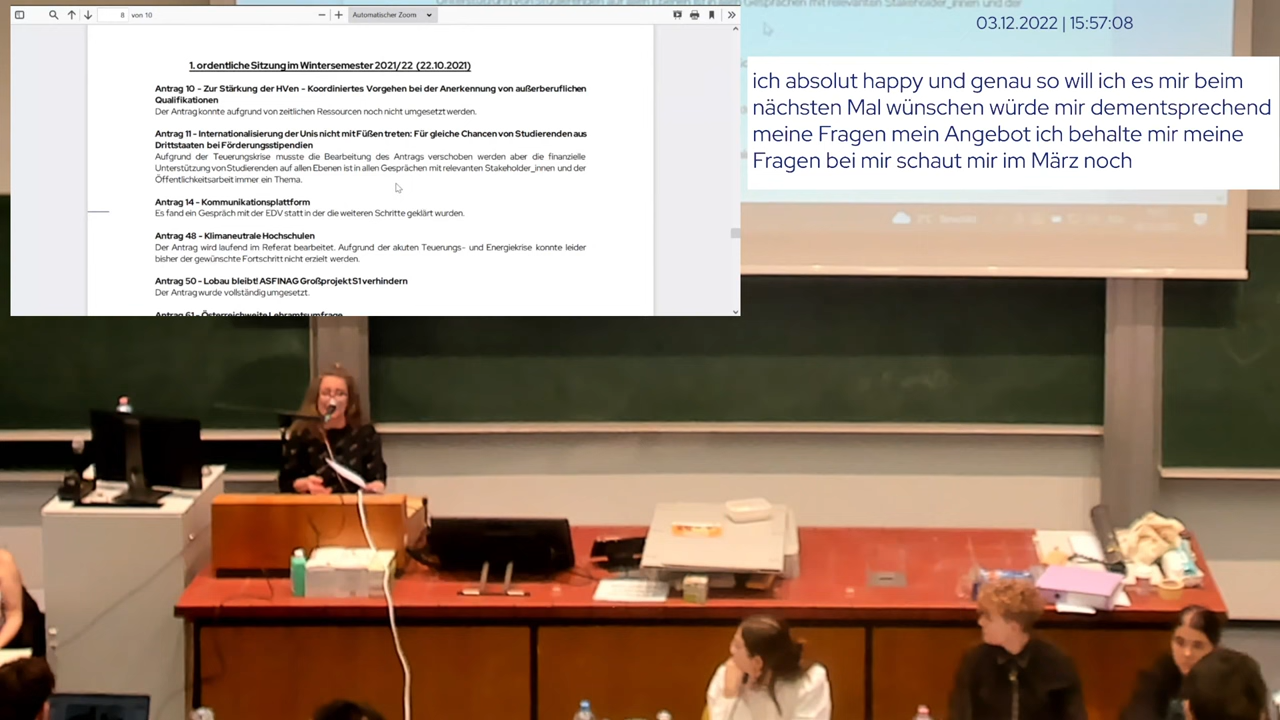 8 von 10
Automatischer Zoom
03.12.2022 | 15:57:08
1. ordentliche Sitzung im Wintersemester 2021/22 (22.10.2021)
Antrag 10 - Zur Stärkung der HVen - Koordiniertes Vorgehen bei der Anerkennung von außerberuflichen
Qualifikationen
Der Antrag konnte aufgrund von zeitlichen Ressourcen noch nicht umgesetzt werden.
Antrag 11 - Internationalisierung der Unis nicht mit Füßen treten: Für gleiche Chancen von Studierenden aus
Drittstaaten bei Förderungsstipendien
Aufgrund der Teuerungskrise musste die Bearbeitung des Antrags verschoben werden aber die finanzielle
Unterstützung von Studierenden auf allen Ebenen ist in allen Gesprächen mit relevanten Stakeholder_innen und der
Öffentlichkeitsarbeit immer ein Thema.
Antrag 14 - Kommunikationsplattform
Es fand ein Gespräch mit der EDV statt in der die weiteren Schritte geklärt wurden.
Antrag 48 - Klimaneutrale Hochschulen
Der Antrag wird laufend im Referat bearbeitet. Aufgrund der akuten Teuerungs- und Energiekrise konnte leider
bisher der gewünschte Fortschritt nicht erzielt werden.
Antrag 50 - Lobau bleibt! ASFINAG Großprojekt S1 verhindern
Der Antrag wurde vollständig umgesetzt.
Antrag 61 - Österreichweite Lehramtsumfrage
ich absolut happy und genau so will ich es mir beim
nächsten Mal wünschen würde mir dementsprechend
meine Fragen mein Angebot ich behalte mir meine
Fragen bei mir schaut mir im März noch